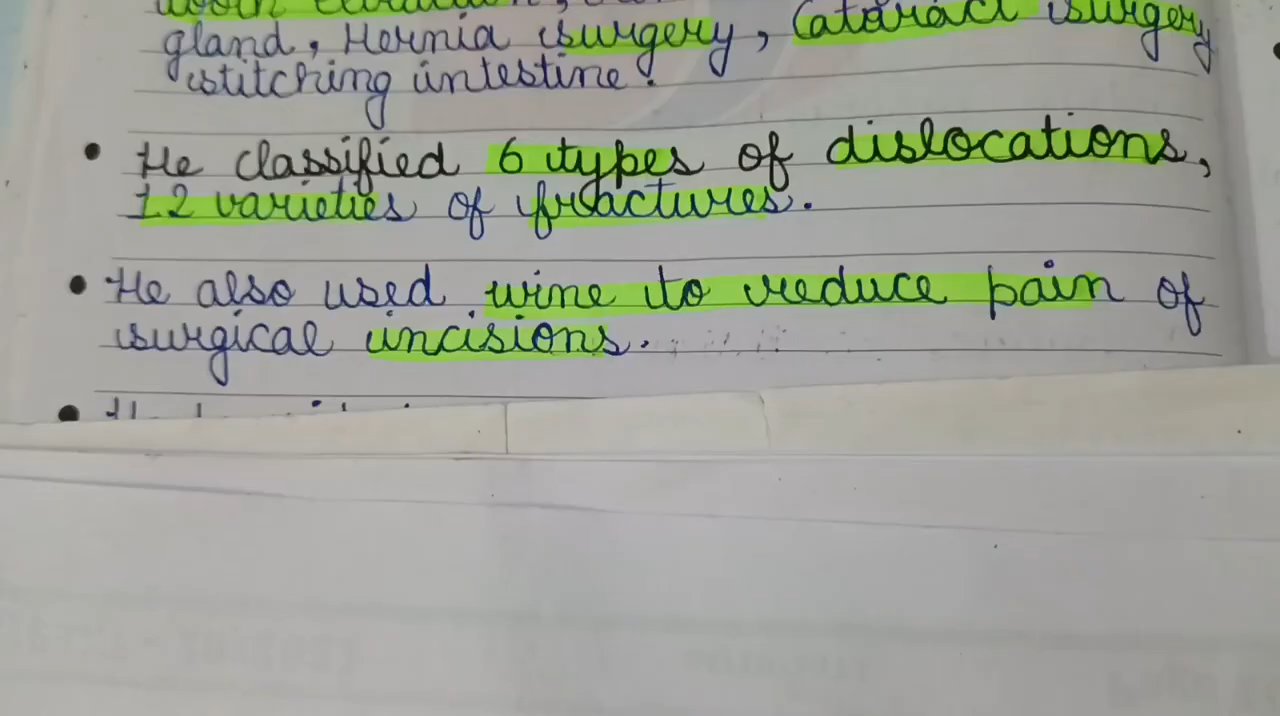 gland, Hernia surgery, Cataract surgery
stitching intestine.
• He classified 6 types of dislocations,
12 varieties of fractures.
• He also used wine to reduce pain of
surgical incisions.